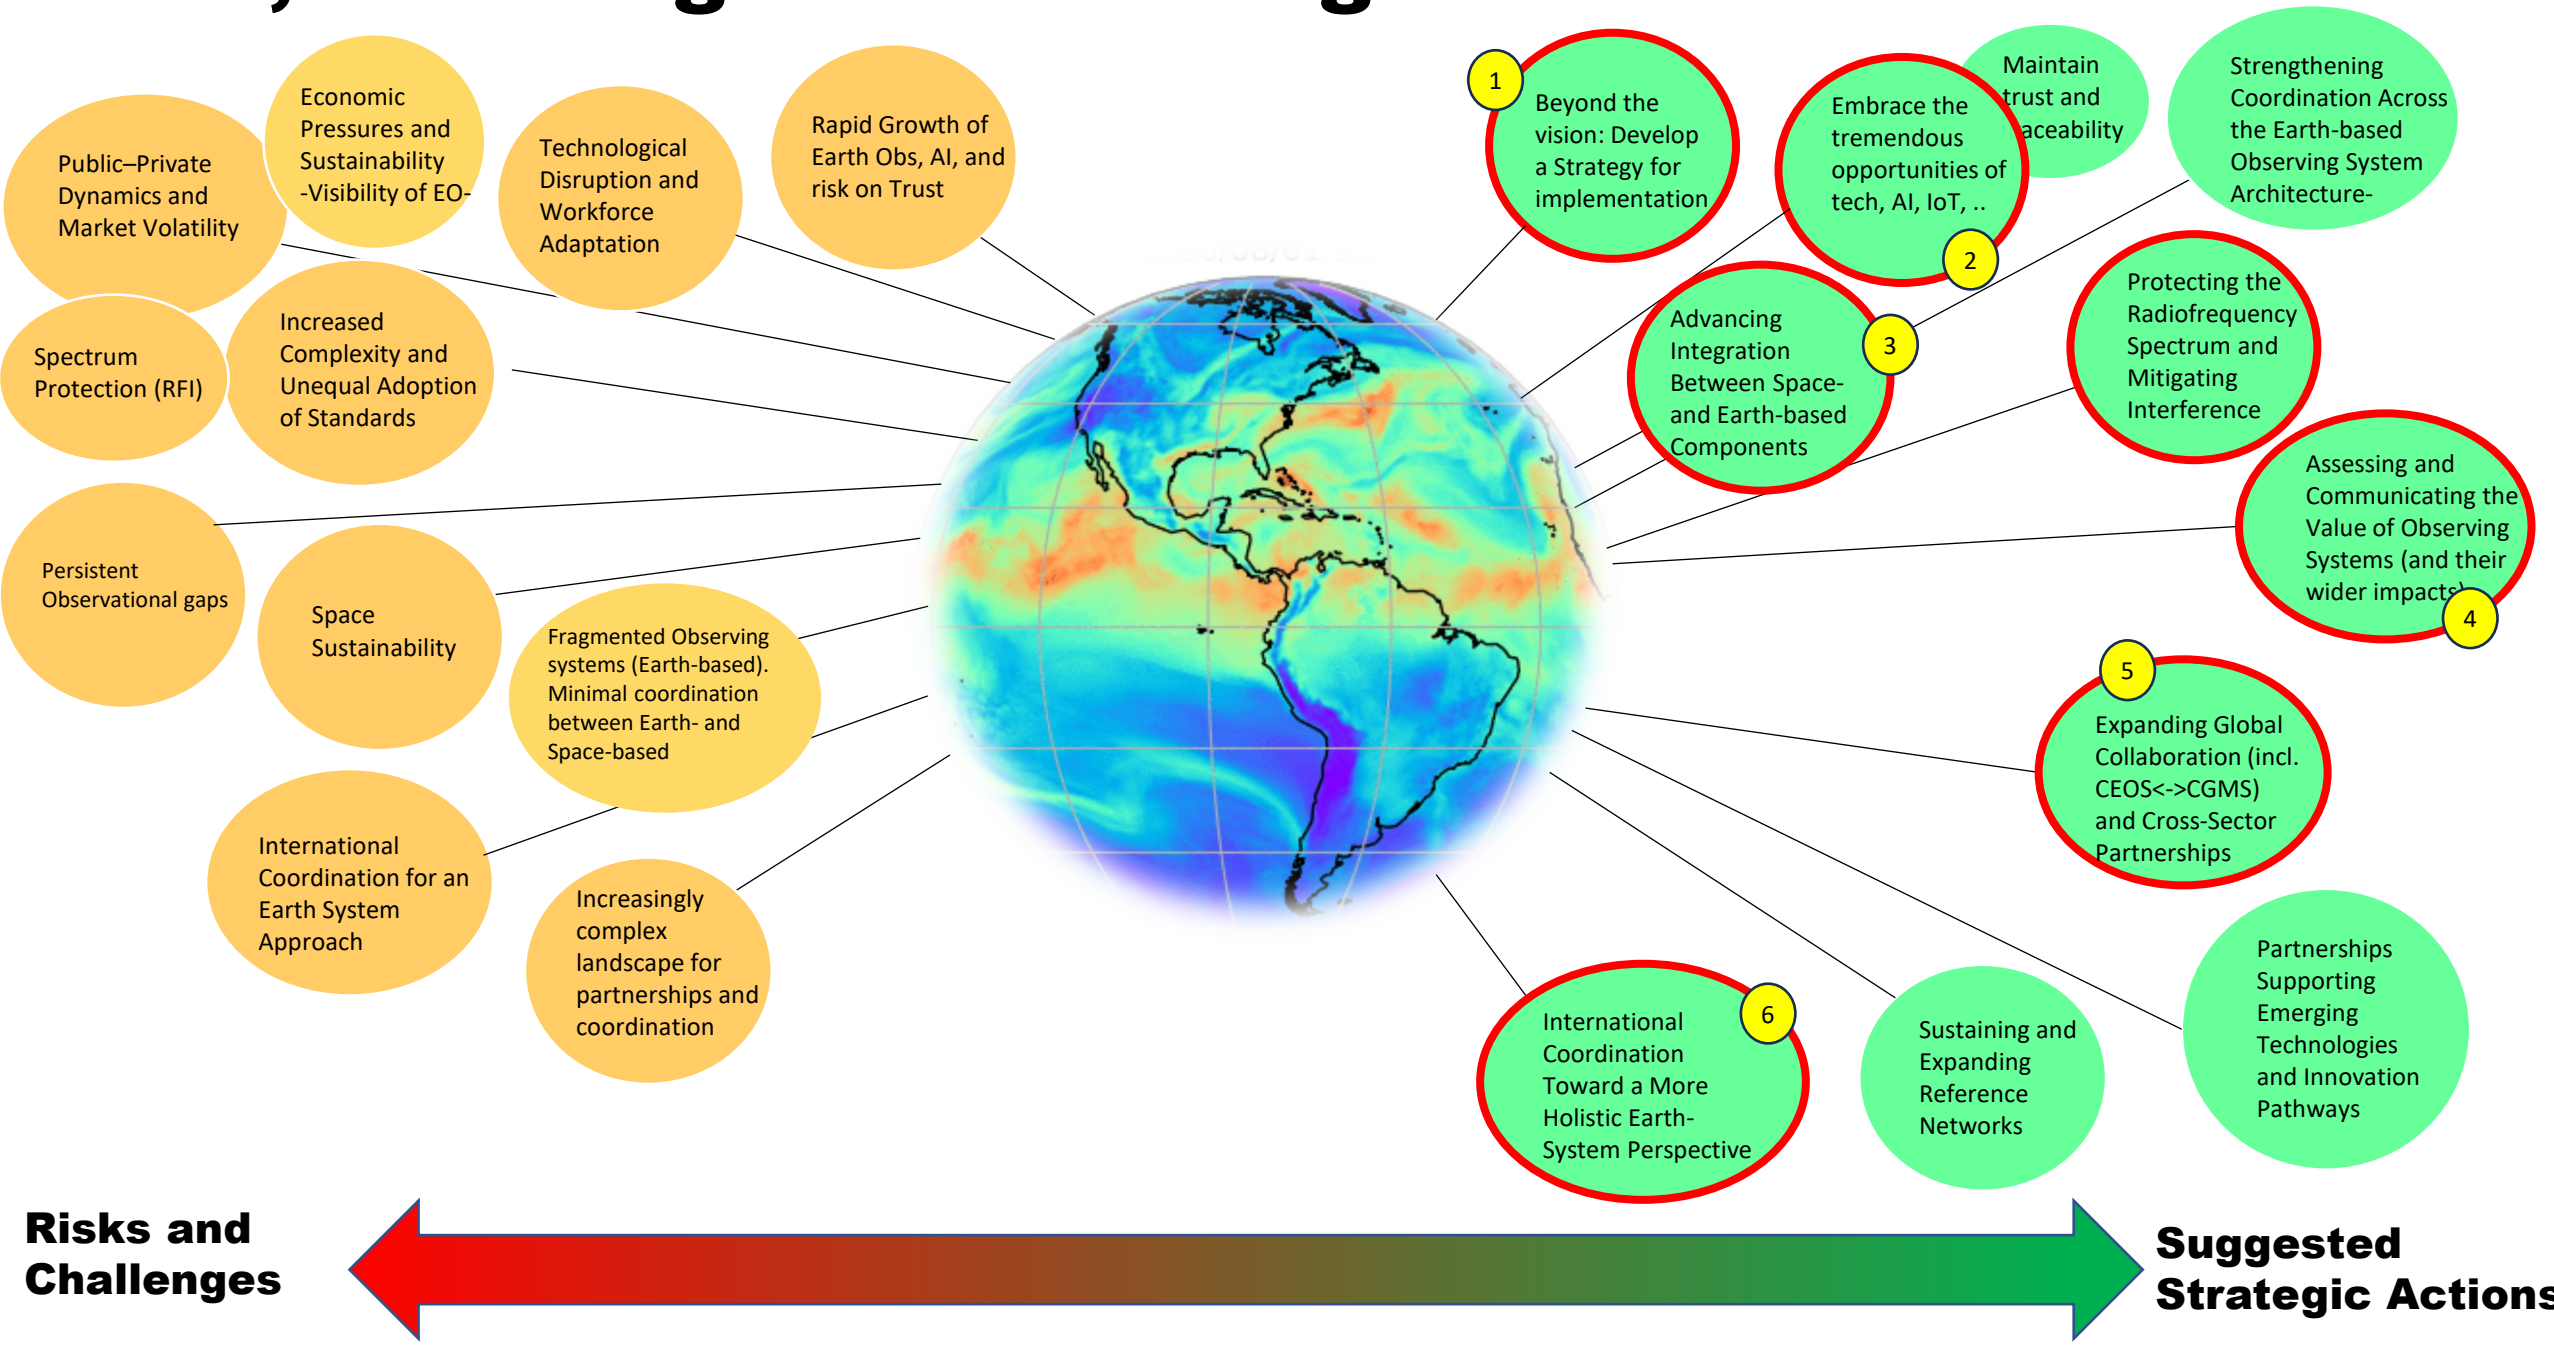 Public–Private
Dynamics and
Market Volatility
Economic
Pressures and
Sustainability
-Visibility of EO-
Technological
Disruption and
Workforce
Adaptation
Rapid Growth of
Earth Obs, AI, and
risk on Trust
Spectrum
Protection (RFI)
Increased
Complexity and
Unequal Adoption
of Standards
Persistent
Observational gaps
Space
Sustainability
Fragmented Observing
systems (Earth-based).
Minimal coordination
between Earth- and
Space-based
International
Coordination for an
Earth System
Approach
Increasingly
complex
landscape for
partnerships and
coordination
1
Beyond the
vision: Develop
a Strategy for
implementation
Embrace the
tremendous
opportunities of
tech, AI, IoT, ..
2
Maintain
trust and
Strengthening
Coordination Across
the Earth-based
Observing System
Architecture-
Advancing
Integration
Between Space-
and Earth-based
Components
3
Protecting the
Radiofrequency
Spectrum and
Mitigating
Interference
Assessing and
Communicating the
Value of Observing
Systems (and their
wider impacts)
4
5
Expanding Global
Collaboration (incl.
CEOS<->CGMS)
and Cross-Sector
Partnerships
6
International
Coordination
Toward a More
Holistic Earth-
System Perspective
Sustaining and
Expanding
Reference
Networks
Partnerships
Supporting
Emerging
Technologies
and Innovation
Pathways
Risks and
Challenges
Suggested
Strategic Actions